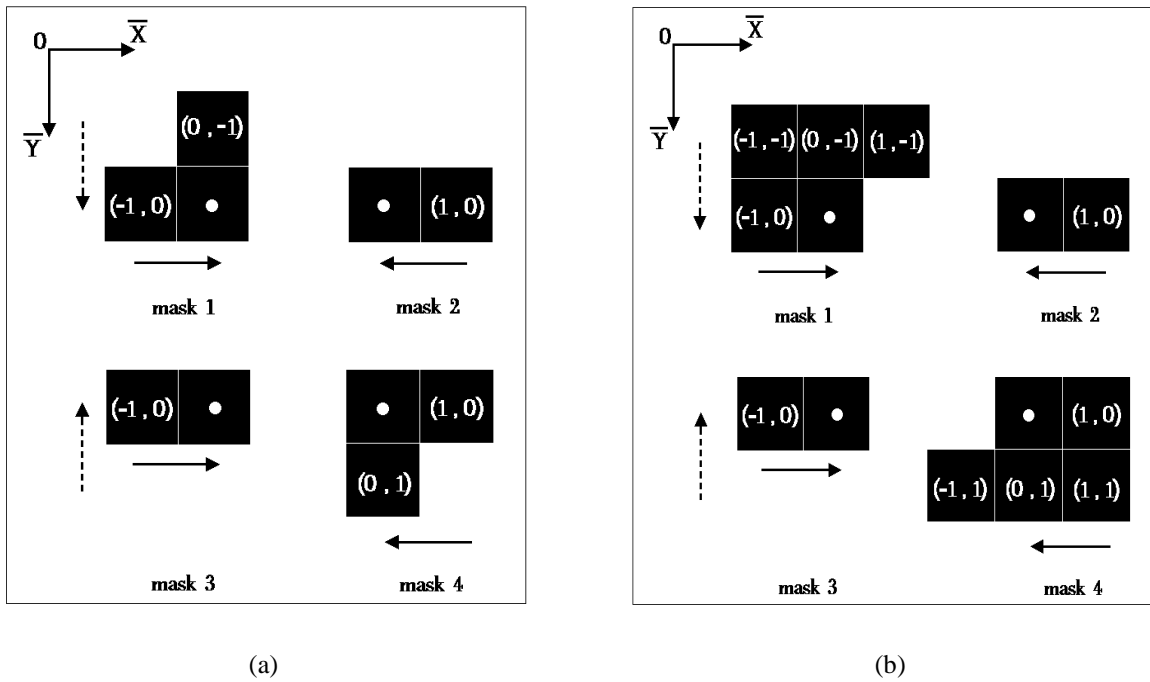 0 X
Y
(0 , -1)
(-1 , 0)
(1, 0)
mask 1 mask 2
(-1 , 0)
(1, 0)
(0 , 1)
mask 3 mask 4
(a)
0 X
Y
(-1, -1) (0, -1) (1, -1)
(-1, 0)
(1, 0)
mask 1 mask 2
(-1, 0)
(1, 0)
(-1, 1) (0, 1) (1, 1)
mask 3 mask 4
(b)